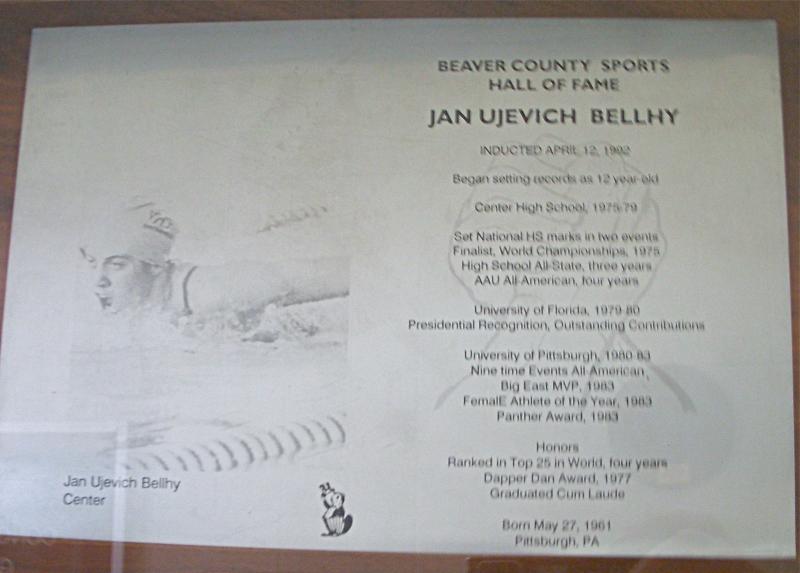 BEAVER COUNTY SPORTS
HALL OF FAME
JAN UJEVICH BELLHY
INDUCTED APRIL 12, 1992
Began setting records as 12 year-old
Center High School, 1975-79
Set National HS marks in two events
Finalist, World Championships, 1975
High School All-State, three years
AAU All-American, four years
University of Florida, 1979-80
Presidential Recognition, Outstanding Contributions
University of Pittsburgh, 1980-83
Nine time Events All-American,
Big East MVP, 1983
FemalE Athlete of the Year, 1983
Panther Award, 1983
Honors
Ranked in Top 25 in World, four years
Dapper Dan Award, 1977
Graduated Cum Laude
Born May 27, 1961
Pittsburgh, PA
Jan Ujevich Bellhy
Center